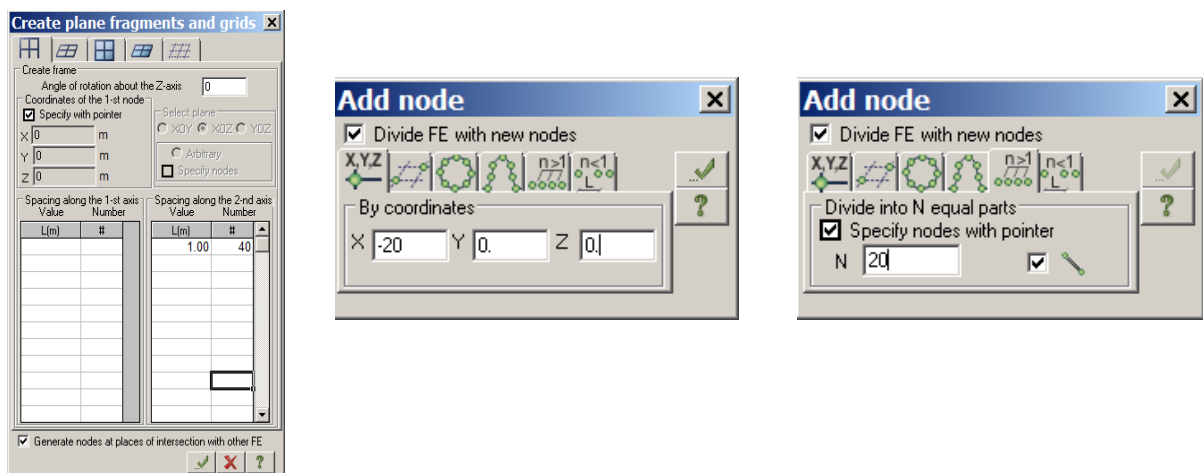 Create plane fragments and grids
Create frame
Angle of rotation about the Z-axis 0
Coordinates of the 1-st node
Specify with pointer
X 0 m
Y 0 m
Z 0 m
Select plane
XOY XOZ YOZ
Arbitrary
Specify nodes
Spacing along the 1-st axis
Value Number
L(m) #
Spacing along the 2-nd axis
Value Number
L(m) #
1.00 40
Generate nodes at places of intersection with other FE
?
Add node
Divide FE with new nodes
X,Y,Z n>1 n<1
L
?
By coordinates
X -20 Y 0. Z 0.
Add node
Divide FE with new nodes
X,Y,Z n>1 n<1
L
?
Divide into N equal parts
Specify nodes with pointer
N 20